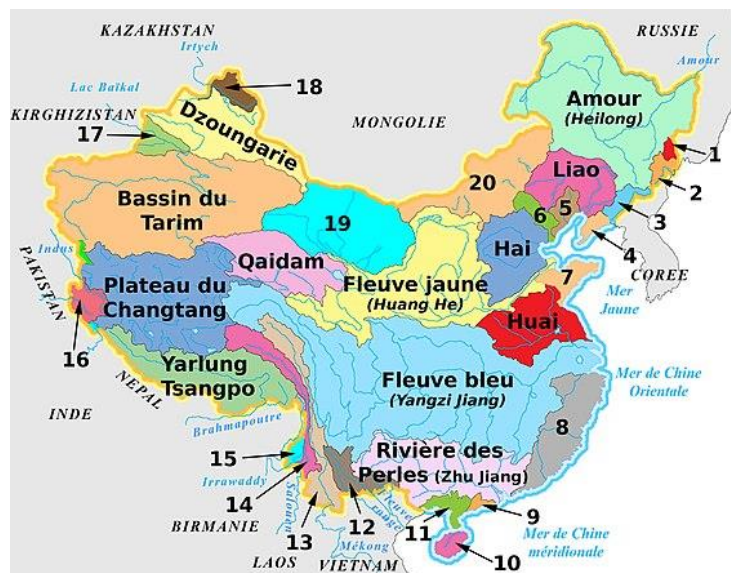 KAZAKHSTAN
Irtych
RUSSIE
Amour
Lac Baïkal
18
Amour
(Heilong)
KIRGHIZISTAN
17
Dzoungarie
MONGOLIE
1
20
Liao
2
Bassin du
Tarim
19
6
5
3
Indus
Hai
4
PAKISTAN
Qaidam
COREE
Plateau du
Changtang
Fleuve jaune
(Huang He)
7
Mer
Jaune
16
Huai
Yarlung
Tsangpo
NEPAL
Fleuve bleu
(Yangzi Jiang)
Mer de Chine
Orientale
INDE
Brahmapoutre
8
15
Rivière des
Perles (Zhu Jiang)
Irrawaddy
14
Salouen
BIRMANIE
13
12
Fleuve
rouge
11
9
Mer de Chine
méridionale
Mékong
LAOS
VIETNAM
10